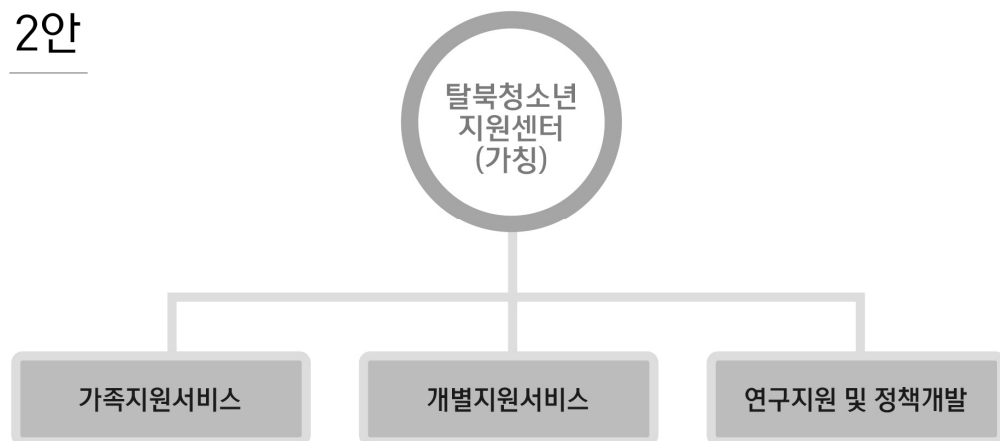 2안
탈북청소년
지원센터
(가칭)
가족지원서비스
개별지원서비스
연구지원 및 정책개발